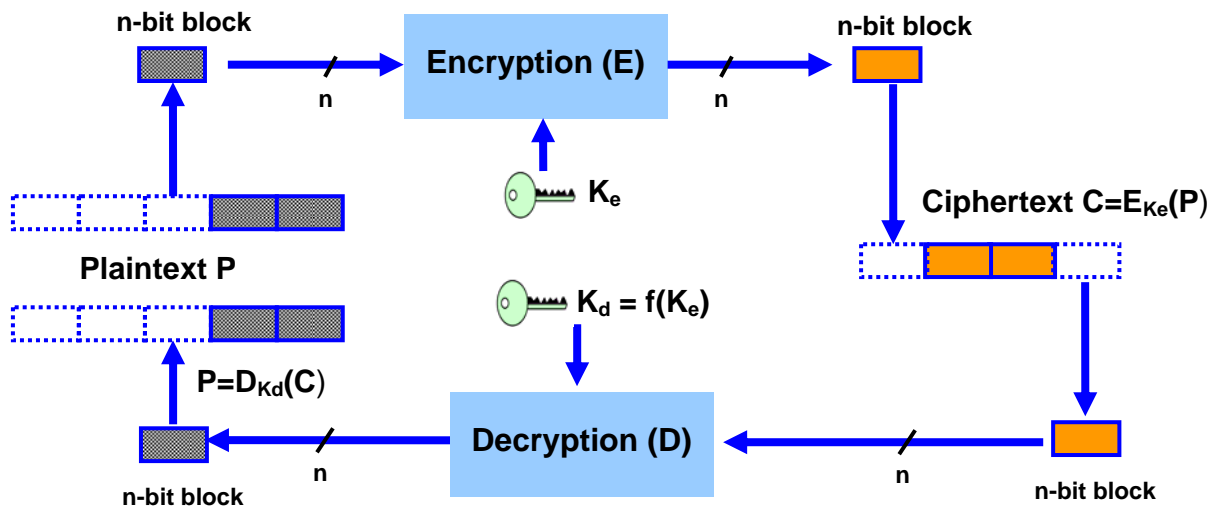 n-bit block
n-bit block
Encryption (E)
n
n
Ke
Ciphertext C=EKe(P)
Plaintext P
Kd = f(Ke)
P=DKd(C)
Decryption (D)
n
n
n-bit block
n-bit block